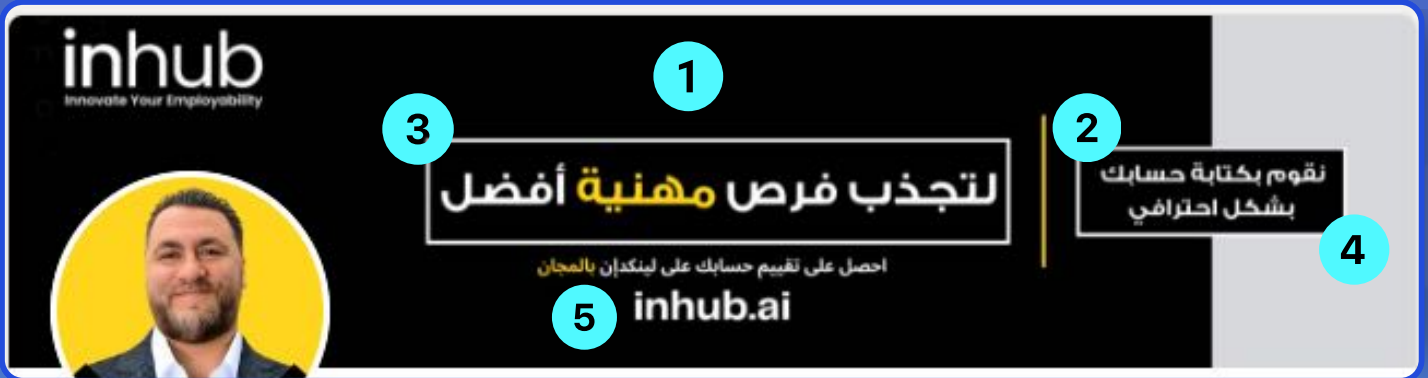 inhub
Innovate Your Employability
1
2
نقوم بكتابة حسابك
بشكل احترافي
3
لتجذب فرص مهنية أفضل
4
احصل على تقييم حسابك على لينكدإن بالمجان
5
inhub.ai